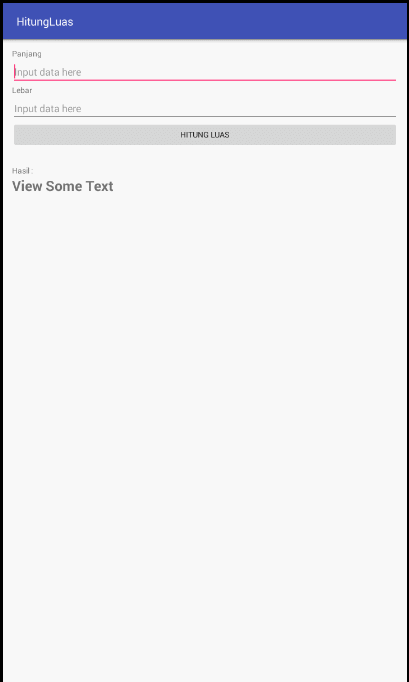 HitungLuas
Panjang
Input data here
Lebar
Input data here
HITUNG LUAS
Hasil :
View Some Text